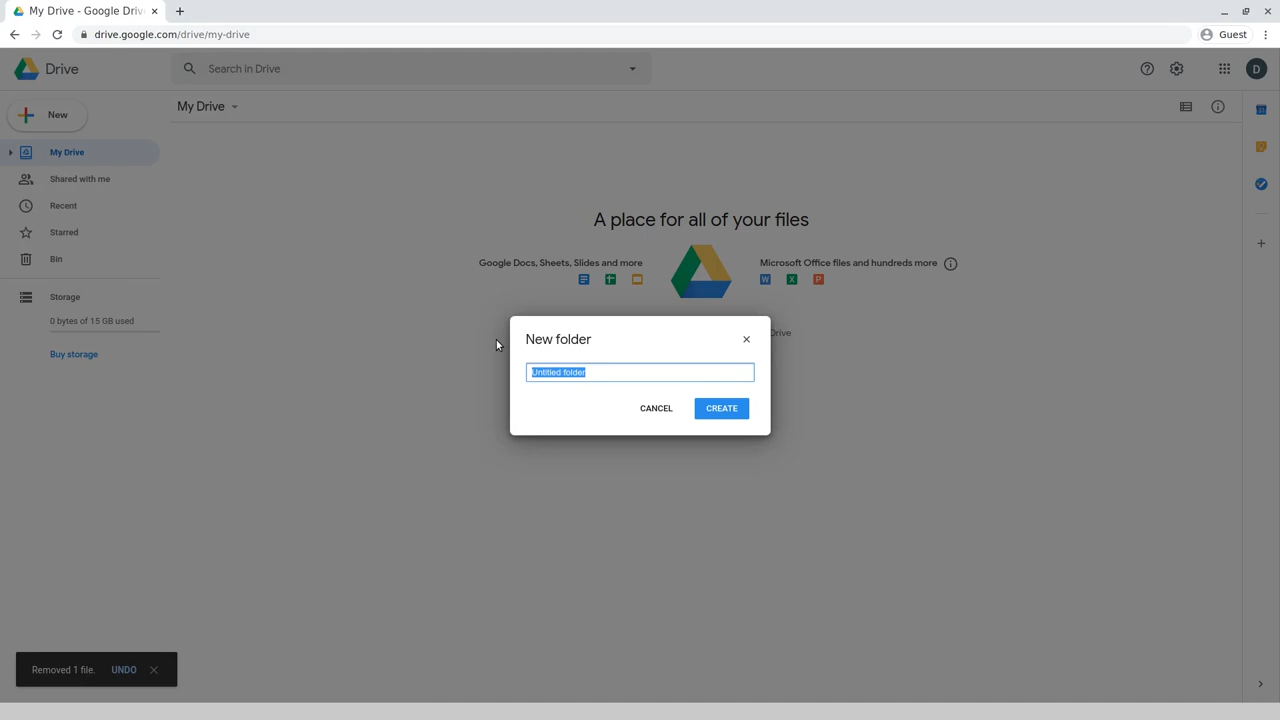 My Drive - Google Driv
drive.google.com/drive/my-drive
Guest
Drive
Search in Drive
D
New
My Drive
My Drive
Shared with me
Recent
Starred
Bin
Storage
0 bytes of 15 GB used
Buy storage
A place for all of your files
Google Docs, Sheets, Slides and more
Microsoft Office files and hundreds more
W X P
Drive
New folder
Untitled folder
CANCEL
CREATE
Removed 1 file.
UNDO